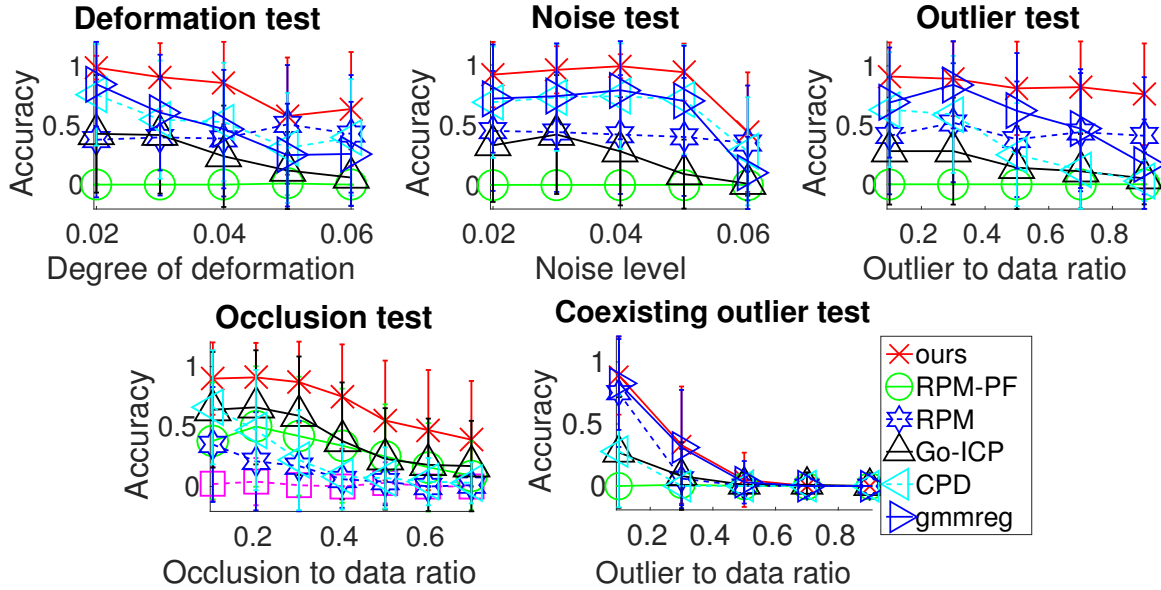 Deformation test
Noise test
Outlier test
Accuracy
1
0.5
0
0.02
0.04
0.06
Degree of deformation
Accuracy
1
0.5
0
0.02
0.04
0.06
Noise level
Accuracy
1
0.5
0
0.2
0.4
0.6
0.8
Outlier to data ratio
Occlusion test
Coexisting outlier test
Accuracy
1
0.5
0
0.2
0.4
0.6
Occlusion to data ratio
Accuracy
1
0.5
0
0.2
0.4
0.6
0.8
Outlier to data ratio
ours
RPM-PF
RPM
Go-ICP
CPD
gmmreg